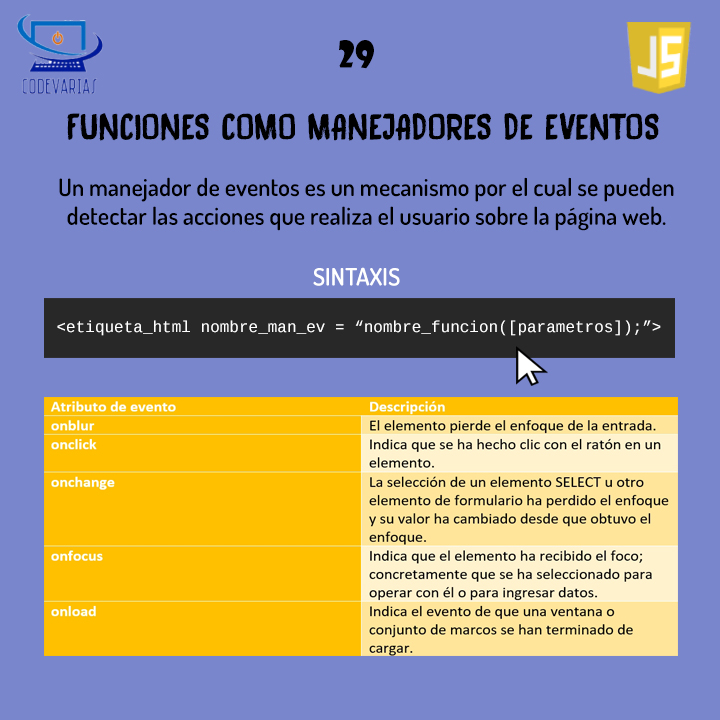 CODEVARIAS
29
JS
FUNCIONES COMO MANEJADORES DE EVENTOS
Un manejador de eventos es un mecanismo por el cual se pueden
detectar las acciones que realiza el usuario sobre la página web.
SINTAXIS
<etiqueta_html nombre_man_ev = “nombre_funcion([parametros]);”>
Atributo de evento Descripción
onblur El elemento pierde el enfoque de la entrada.
onclick Indica que se ha hecho clic con el ratón en un
elemento.
onchange La selección de un elemento SELECT u otro
elemento de formulario ha perdido el enfoque
y su valor ha cambiado desde que obtuvo el
enfoque.
onfocus Indica que el elemento ha recibido el foco;
concretamente que se ha seleccionado para
operar con él o para ingresar datos.
onload Indica el evento de que una ventana o
conjunto de marcos se han terminado de
cargar.